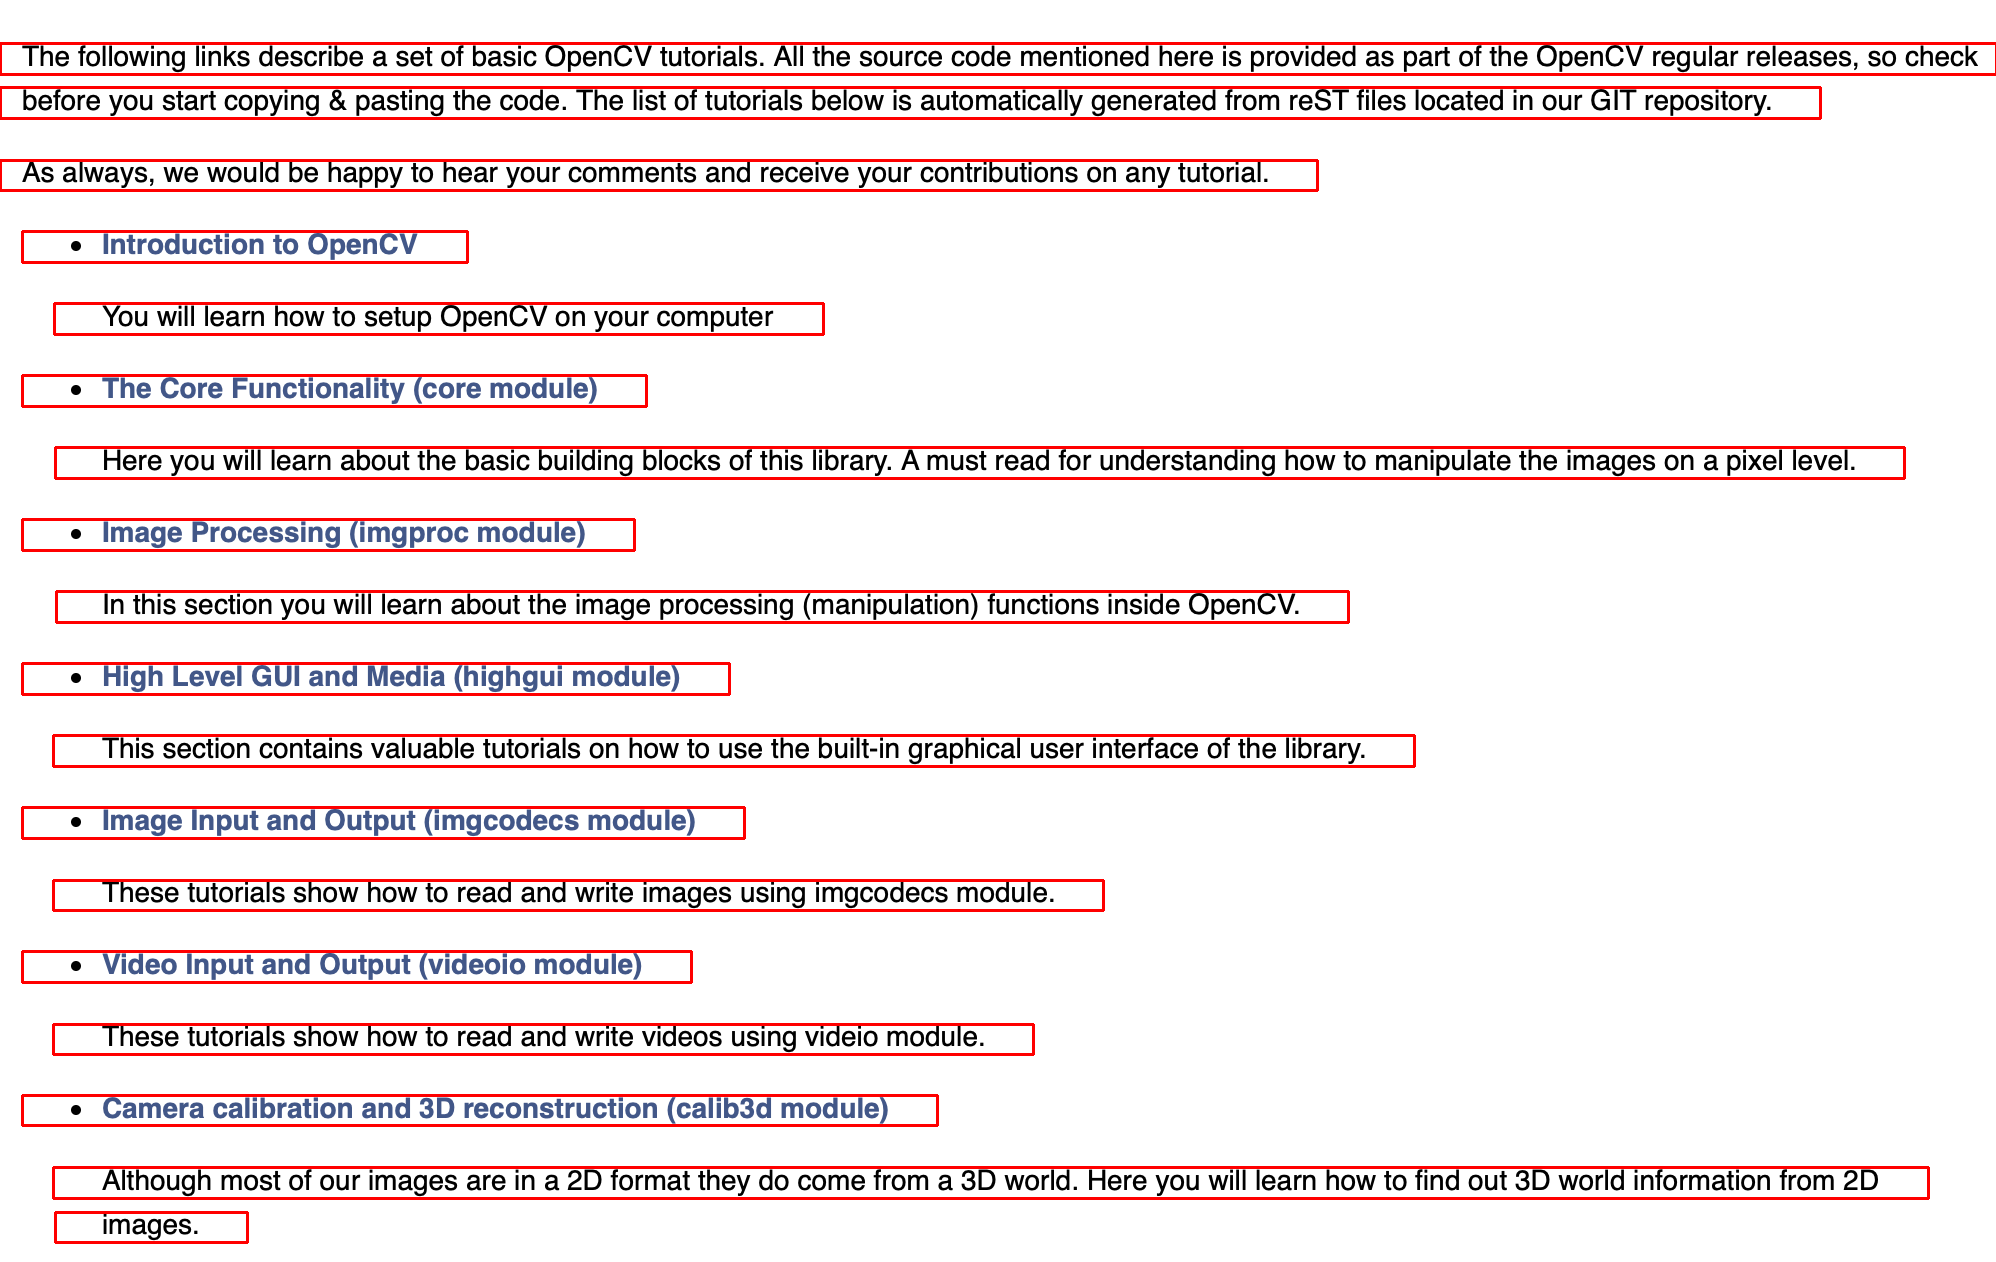 The following links describe a set of basic OpenCV tutorials. All the source code mentioned here is provided as part of the OpenCV regular releases, so check
before you start copying & pasting the code. The list of tutorials below is automatically generated from reST files located in our GIT repository.
As always, we would be happy to hear your comments and receive your contributions on any tutorial.
• Introduction to OpenCV
You will learn how to setup OpenCV on your computer
• The Core Functionality (core module)
Here you will learn about the basic building blocks of this library. A must read for understanding how to manipulate the images on a pixel level.
• Image Processing (imgproc module)
In this section you will learn about the image processing (manipulation) functions inside OpenCV.
• High Level GUI and Media (highgui module)
This section contains valuable tutorials on how to use the built-in graphical user interface of the library.
• Image Input and Output (imgcodecs module)
These tutorials show how to read and write images using imgcodecs module.
• Video Input and Output (videoio module)
These tutorials show how to read and write videos using videio module.
• Camera calibration and 3D reconstruction (calib3d module)
Although most of our images are in a 2D format they do come from a 3D world. Here you will learn how to find out 3D world information from 2D
images.